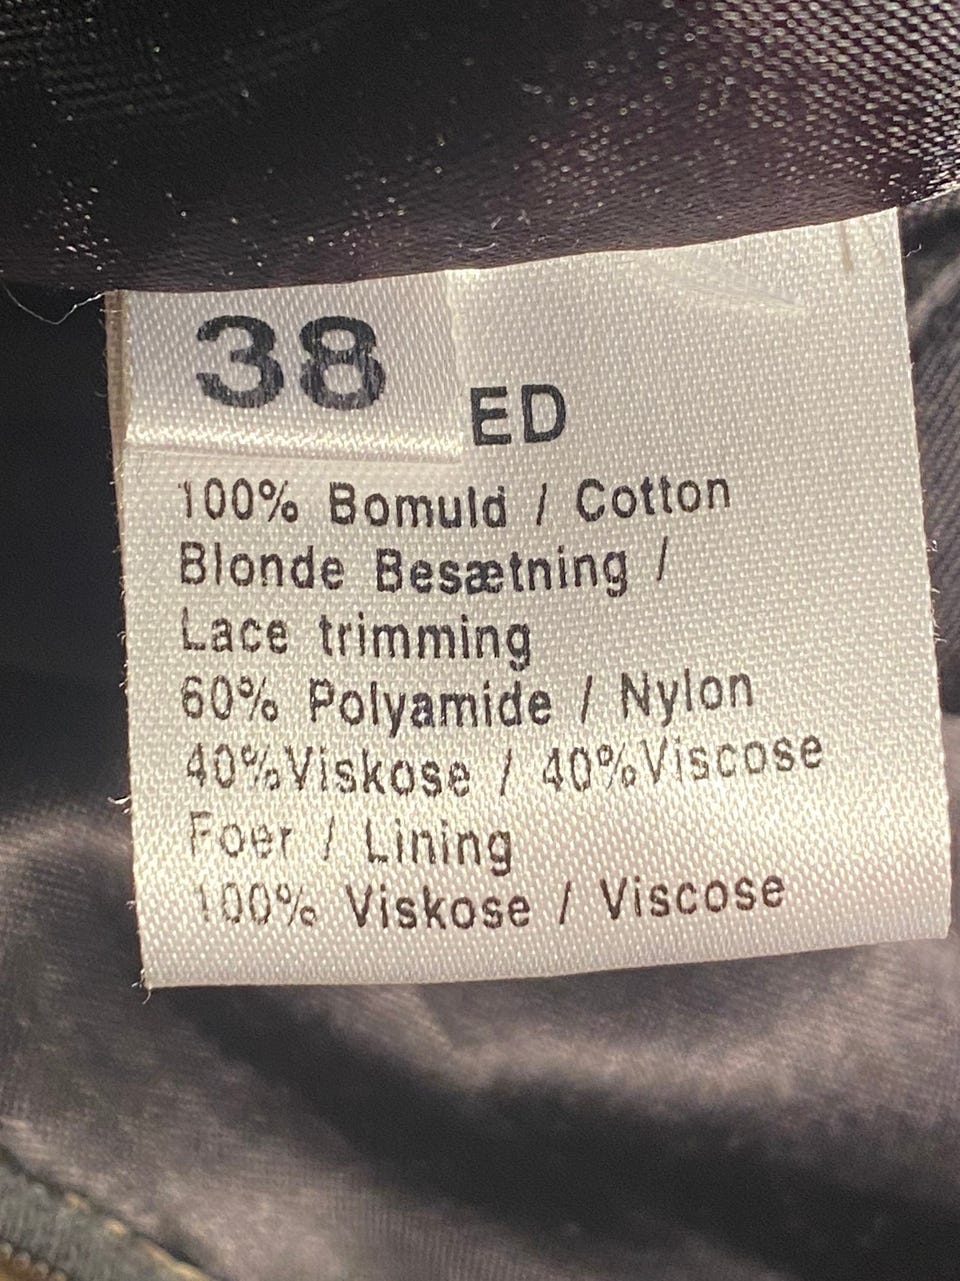 38
ED
100% Bomuld / Cotton
Blonde Besætning /
Lace trimming
60% Polyamide / Nylon
40%Viskose / 40%Viscose
Foer / Lining
100% Viskose / Viscose